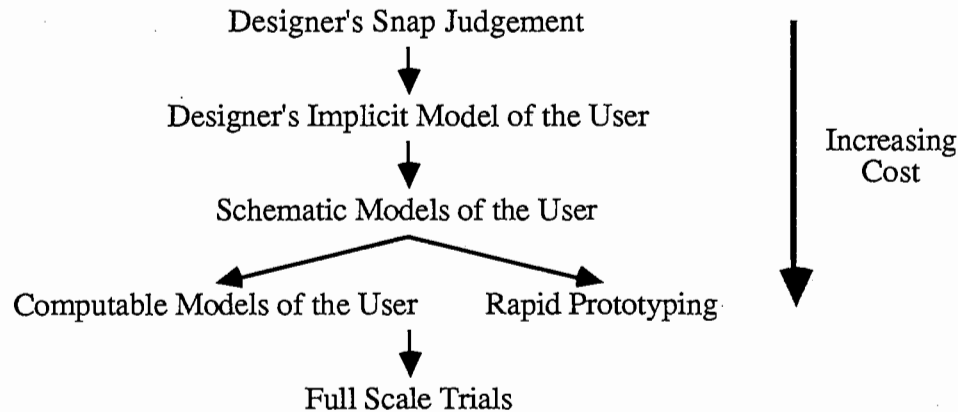 Designer's Snap Judgement
Designer's Implicit Model of the User
Increasing
Cost
Schematic Models of the User
Computable Models of the User
Rapid Prototyping
Full Scale Trials